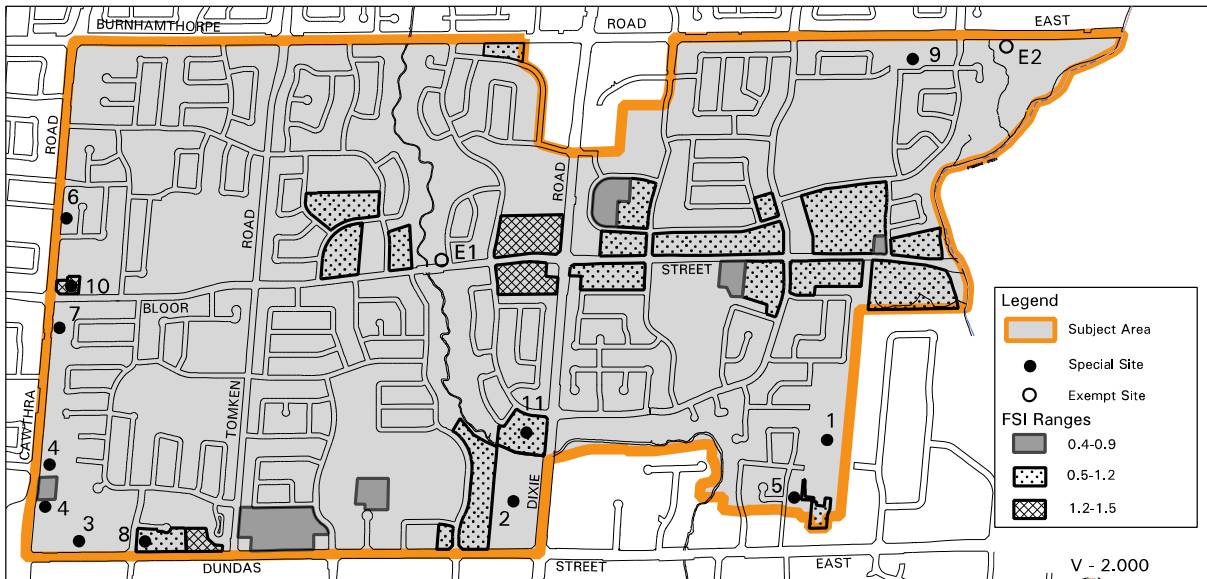 BURNHAMTHORPE ROAD EAST
9 E2
ROAD
ROAD
ROAD
6
E1
STREET
10
BLOOR
7
CAWTHRA
TOMKEN
11
1
4
5
4
DIXIE
2
3
8
DUNDAS STREET EAST
Legend
Subject Area
Special Site
Exempt Site
FSI Ranges
0.4-0.9
0.5-1.2
1.2-1.5
V - 2.000